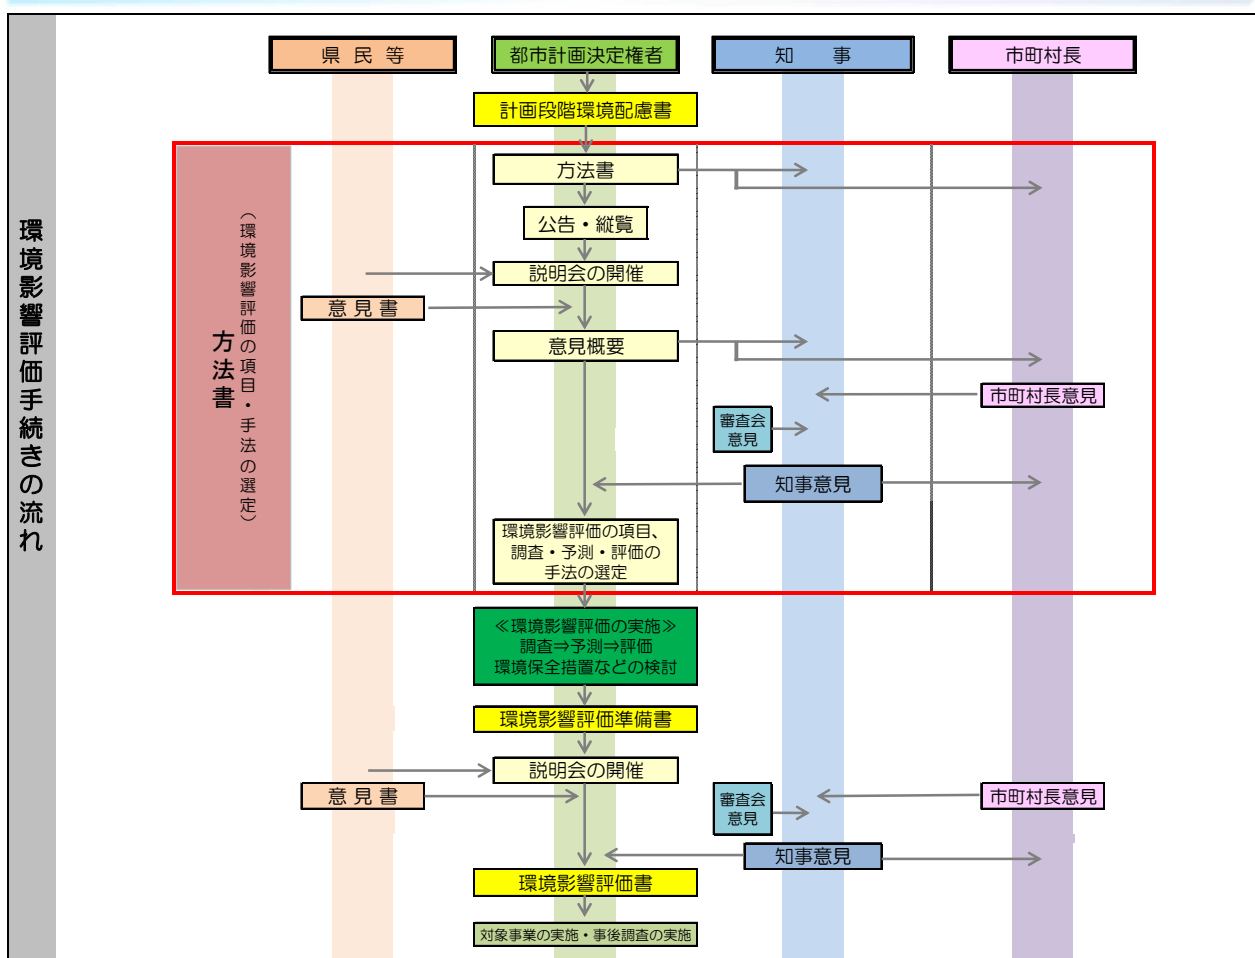 環境影響評価手続きの流れ
県 民 等
都市計画決定権者
知　　事
市町村長
計画段階環境配慮書
方法書
（環境影響評価の項目・手法の選定）
方法書
公告・縦覧
説明会の開催
意 見 書
意見概要
市町村長意見
審査会
意見
知事意見
環境影響評価の項目、
調査・予測・評価の
手法の選定
≪環境影響評価の実施≫
調査⇒予測⇒評価
環境保全措置などの検討
環境影響評価準備書
説明会の開催
意 見 書
審査会
意見
市町村長意見
知事意見
環境影響評価書
対象事業の実施・事後調査の実施